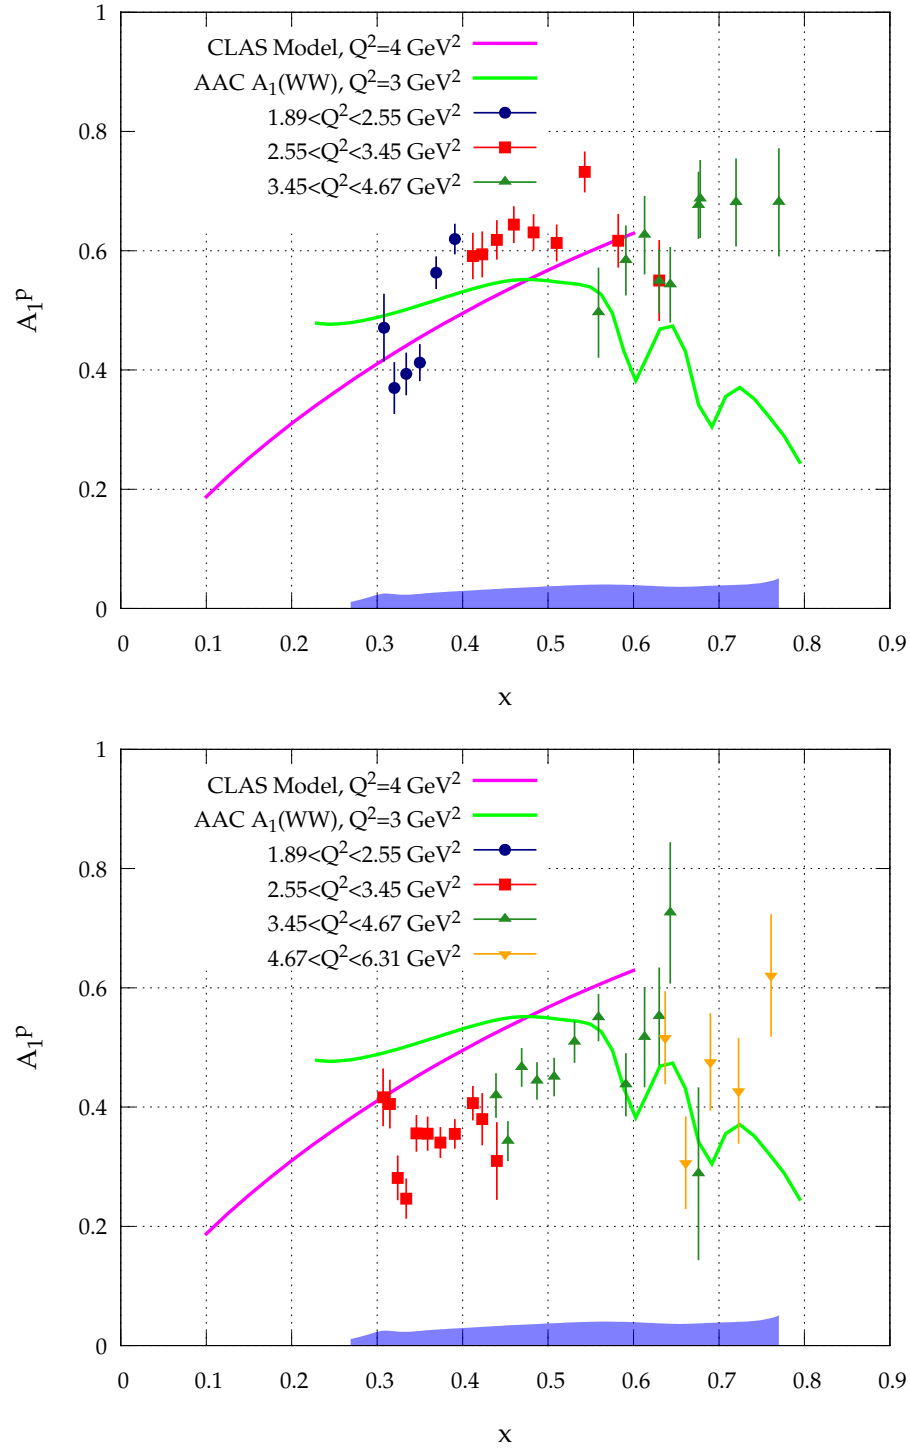 1
CLAS Model, Q²=4 GeV²
AAC A₁(WW), Q²=3 GeV²
1.89<Q²<2.55 GeV²
2.55<Q²<3.45 GeV²
3.45<Q²<4.67 GeV²
0.8
0.6
A₁ᵖ
0.4
0.2
0
0 0.1 0.2 0.3 0.4 0.5 0.6 0.7 0.8 0.9
x
1
CLAS Model, Q²=4 GeV²
AAC A₁(WW), Q²=3 GeV²
1.89<Q²<2.55 GeV²
2.55<Q²<3.45 GeV²
3.45<Q²<4.67 GeV²
4.67<Q²<6.31 GeV²
0.8
0.6
A₁ᵖ
0.4
0.2
0
0 0.1 0.2 0.3 0.4 0.5 0.6 0.7 0.8 0.9
x